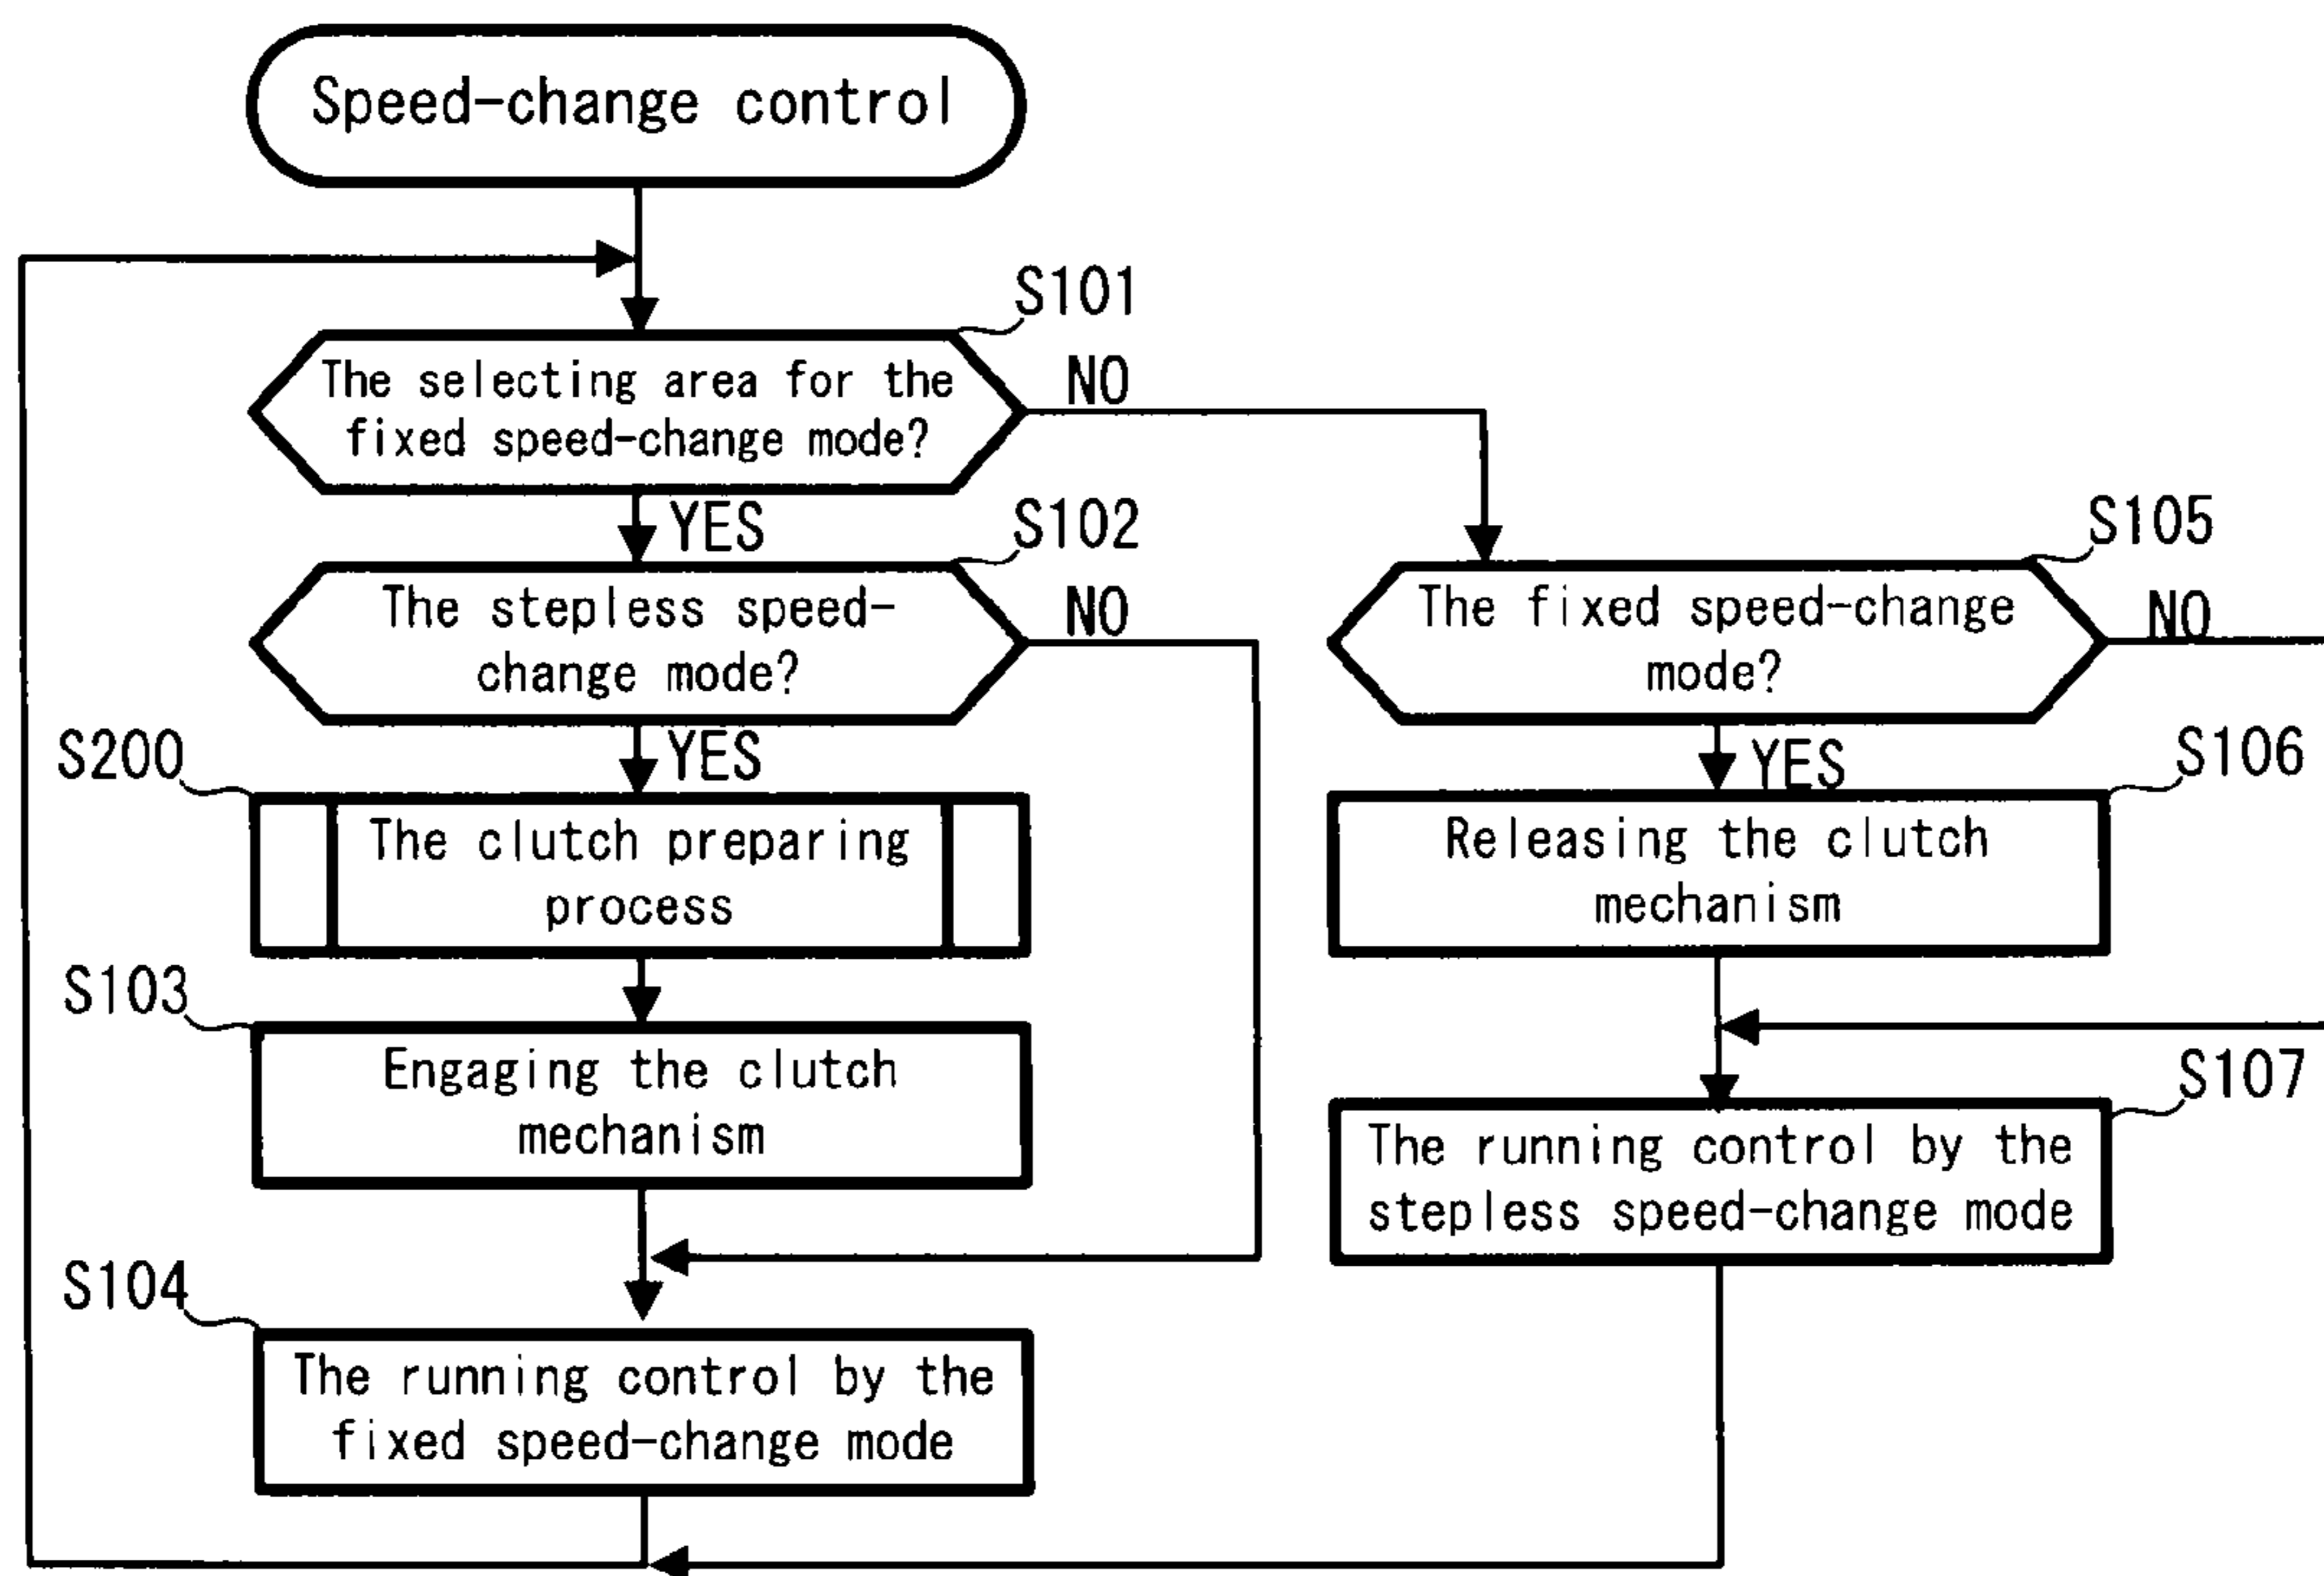 Speed-change control
S101
The selecting area for the
fixed speed-change mode?
NO
YES
S102
The stepless speed-
change mode?
NO
YES
S200
The clutch preparing
process
S103
Engaging the clutch
mechanism
S104
The running control by the
fixed speed-change mode
S105
The fixed speed-change
mode?
NO
YES
S106
Releasing the clutch
mechanism
S107
The running control by the
stepless speed-change mode